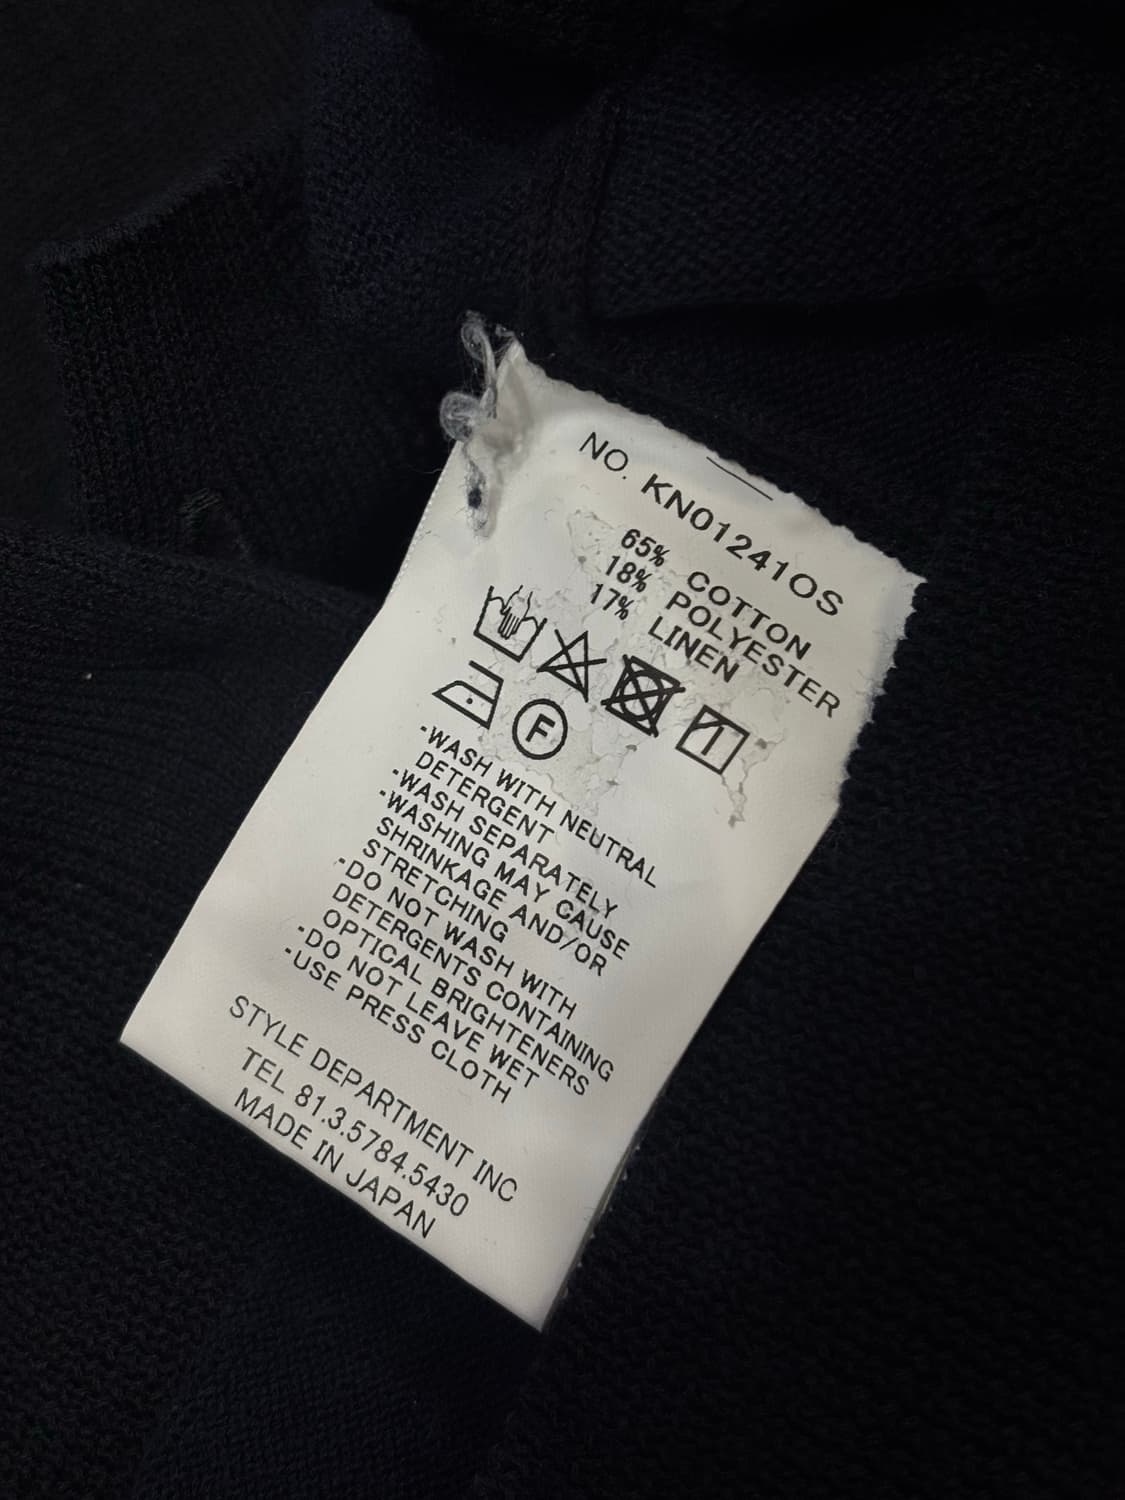 NO. KN01241OS
65% COTTON
18% POLYESTER
17% LINEN
F
-WASH WITH NEUTRAL
DETERGENT
-WASH SEPARATELY
-WASHING MAY CAUSE
SHRINKAGE AND/OR
STRETCHING
-DO NOT WASH WITH
DETERGENTS CONTAINING
OPTICAL BRIGHTENERS
-DO NOT LEAVE WET
-USE PRESS CLOTH
STYLE DEPARTMENT INC
TEL 81.3.5784.5430
MADE IN JAPAN